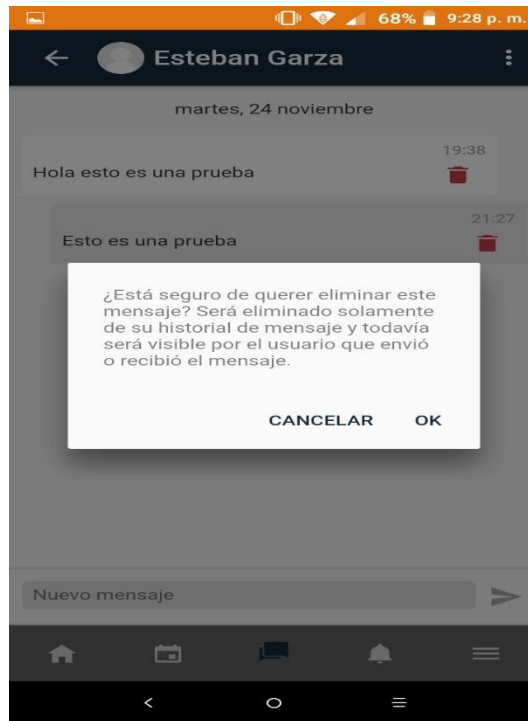 68% 9:28 p. m.
Esteban Garza
martes, 24 noviembre
19:38
Hola esto es una prueba
21:27
Esto es una prueba
¿Está seguro de querer eliminar este
mensaje? Será eliminado solamente
de su historial de mensaje y todavía
será visible por el usuario que envió
o recibió el mensaje.
CANCELAR OK
Nuevo mensaje